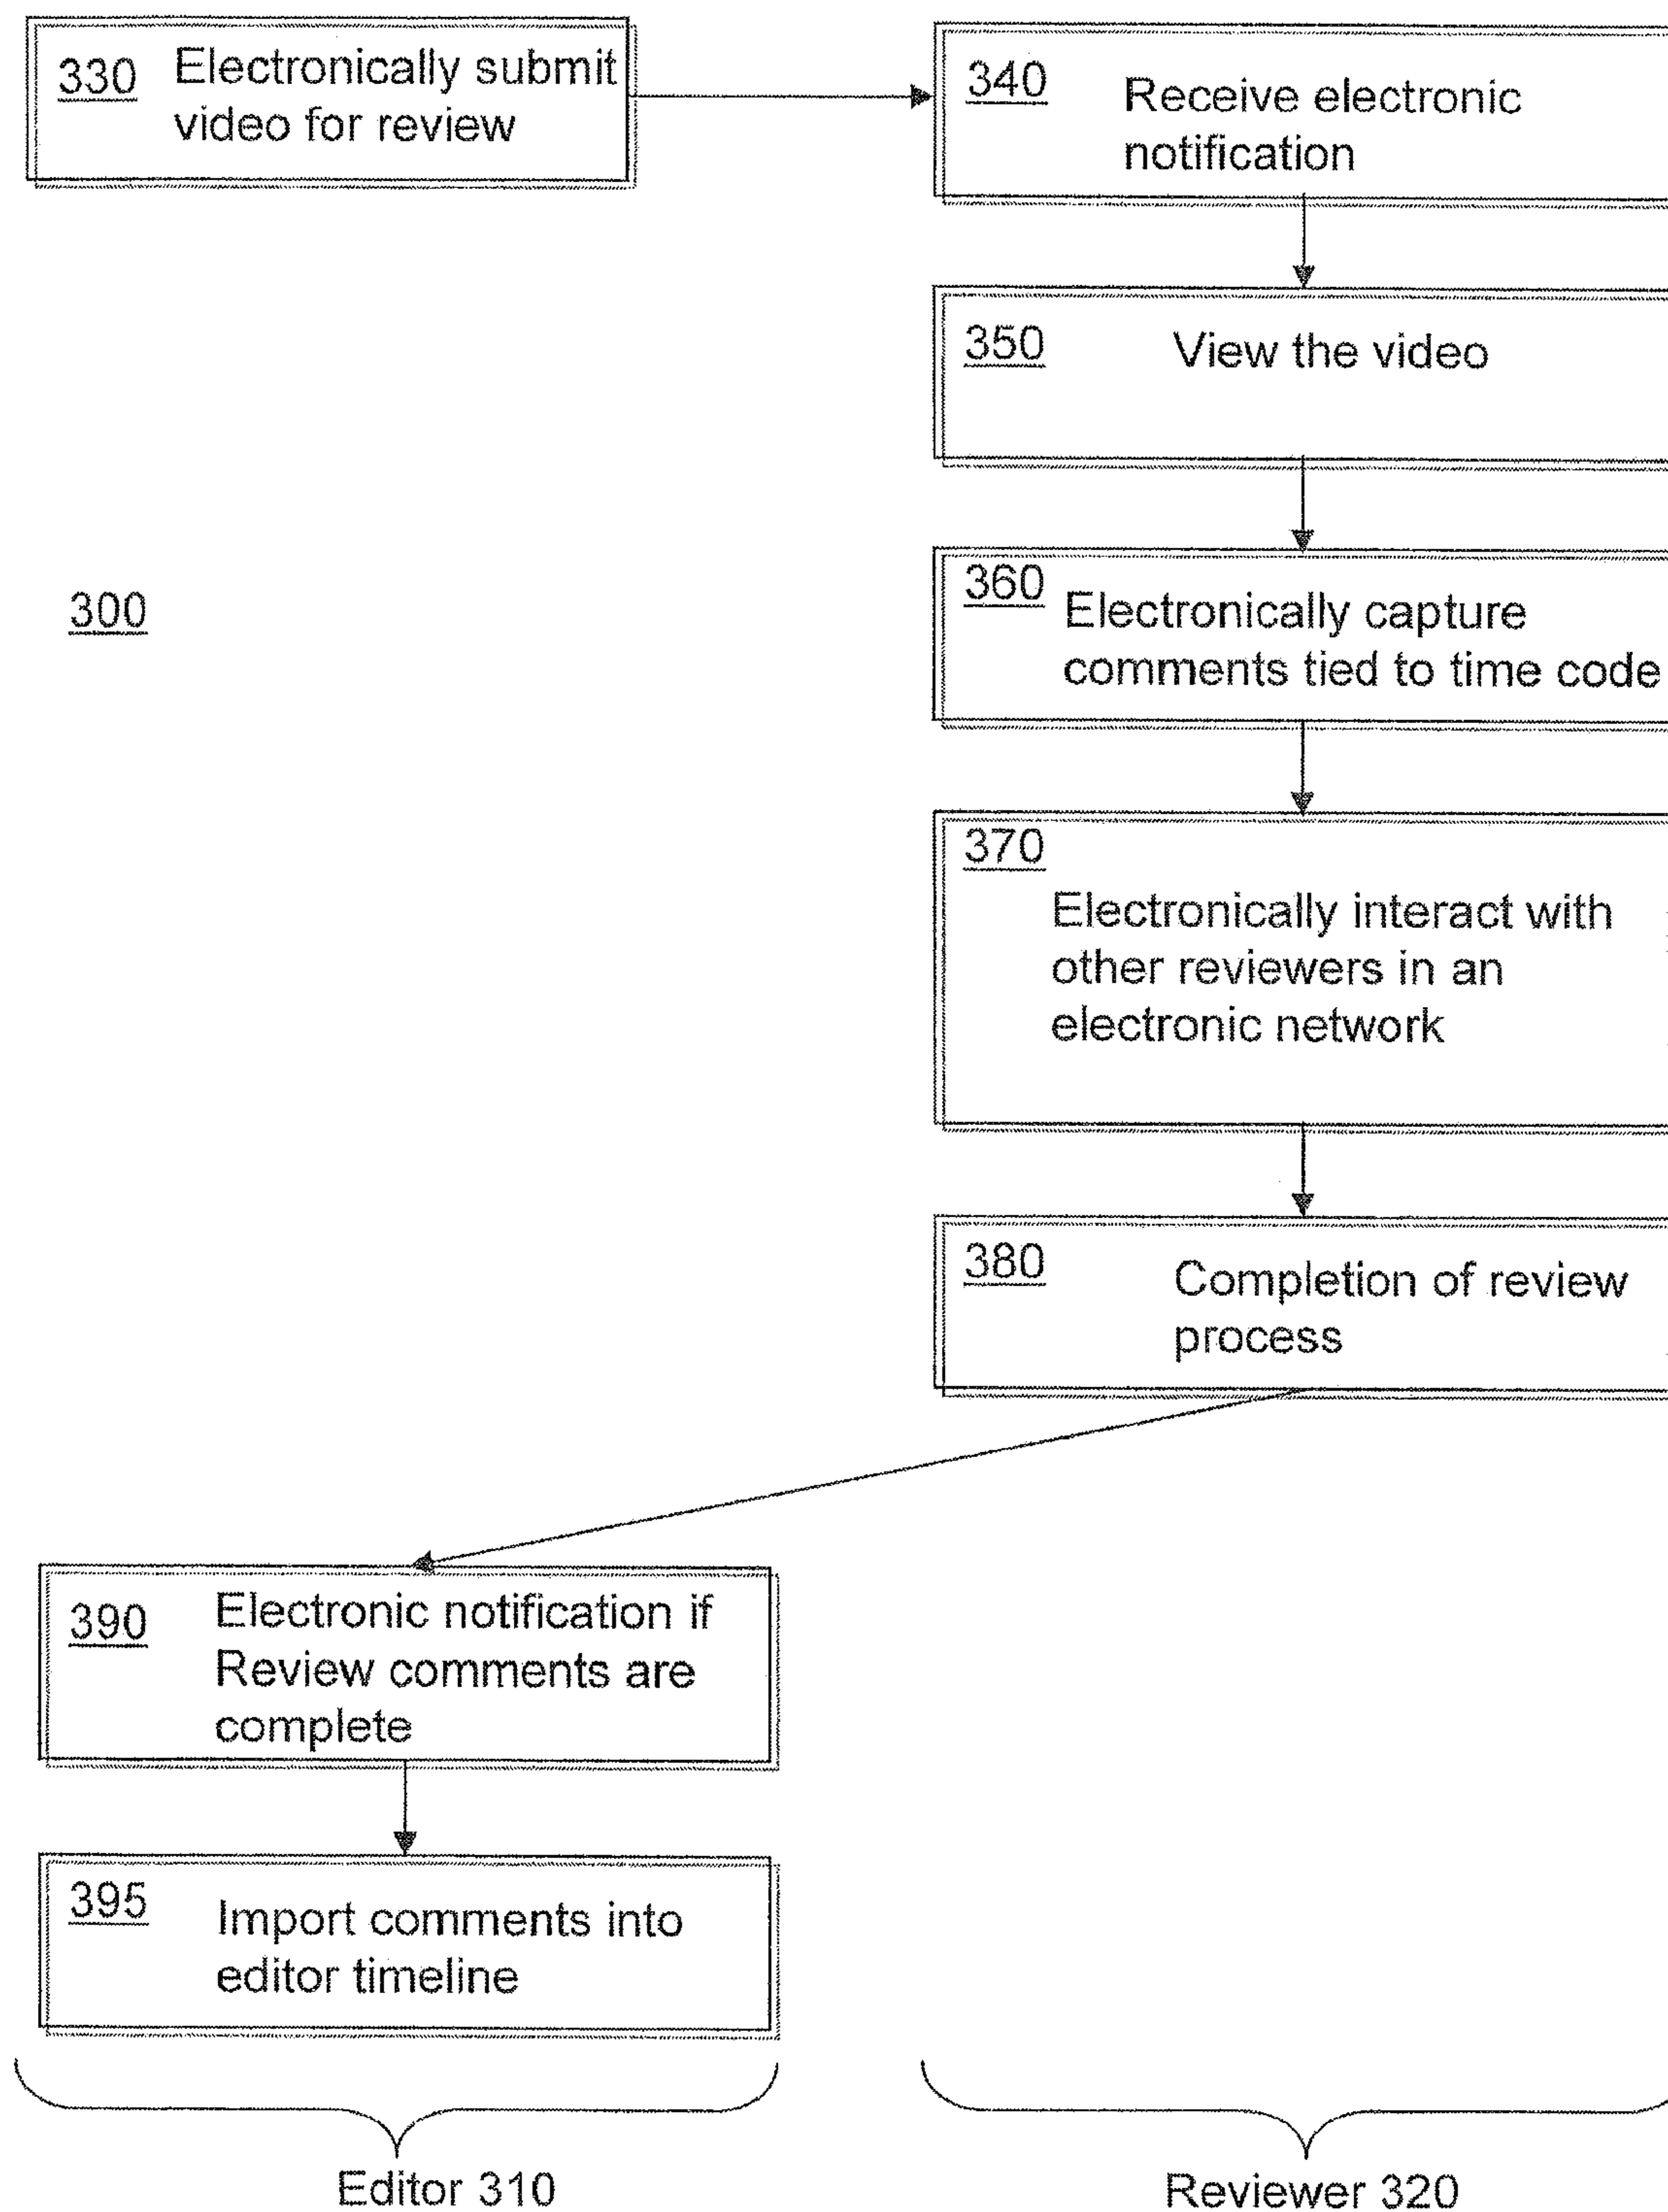 330 Electronically submit
video for review
340 Receive electronic
notification
350 View the video
360 Electronically capture
comments tied to time code
300
370
Electronically interact with
other reviewers in an
electronic network
380 Completion of review
process
390 Electronic notification if
Review comments are
complete
395 Import comments into
editor timeline
Editor 310
Reviewer 320